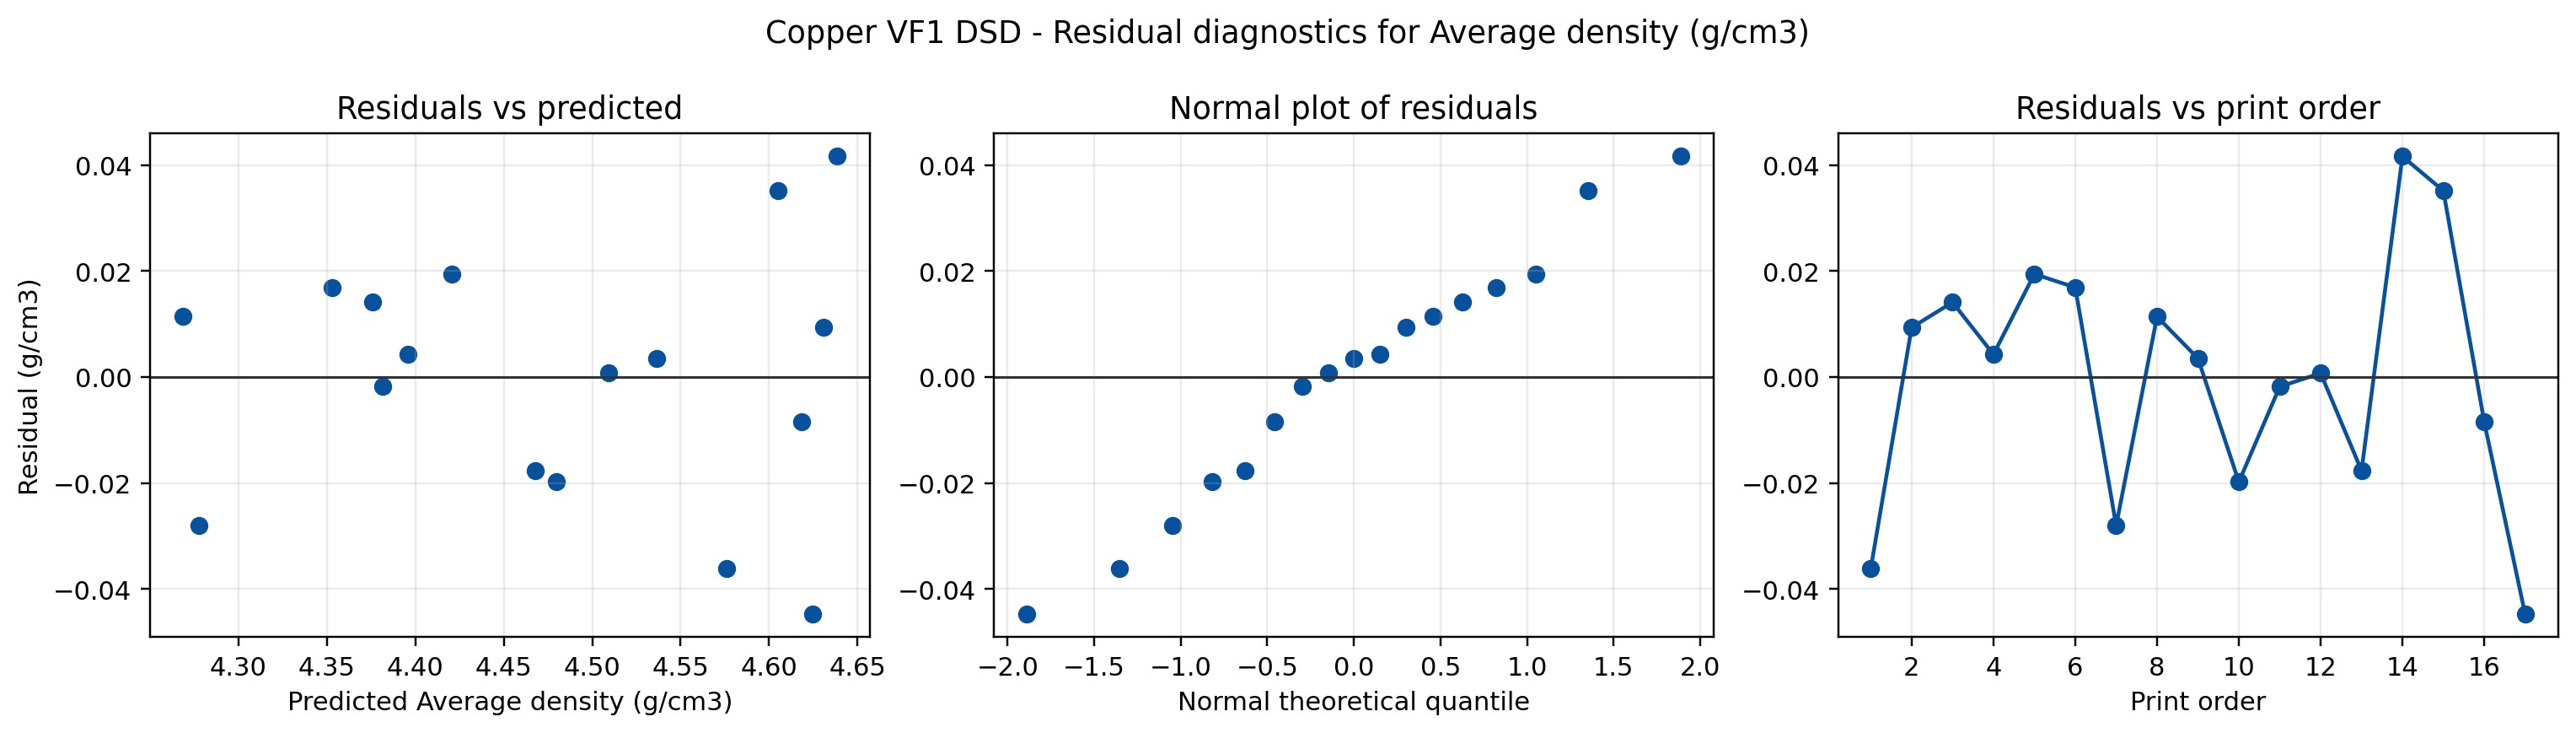 Copper VF1 DSD - Residual diagnostics for Average density (g/cm3)
Residuals vs predicted
Residual (g/cm3)
0.04
0.02
0.00
−0.02
−0.04
4.30 4.35 4.40 4.45 4.50 4.55 4.60 4.65
Predicted Average density (g/cm3)
Normal plot of residuals
0.04
0.02
0.00
−0.02
−0.04
−2.0 −1.5 −1.0 −0.5 0.0 0.5 1.0 1.5 2.0
Normal theoretical quantile
Residuals vs print order
0.04
0.02
0.00
−0.02
−0.04
2 4 6 8 10 12 14 16
Print order